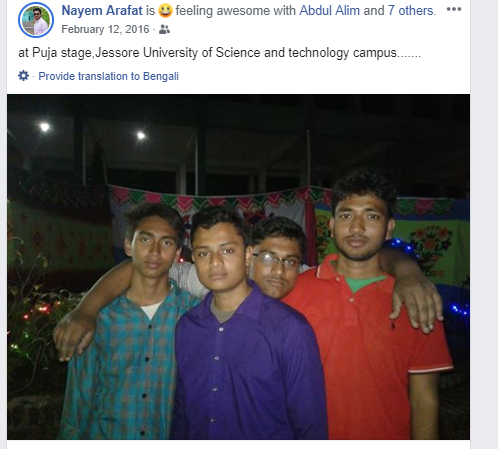 Nayem Arafat is feeling awesome with Abdul Alim and 7 others.
February 12, 2016 ·
at Puja stage,Jessore University of Science and technology campus.......
· Provide translation to Bengali